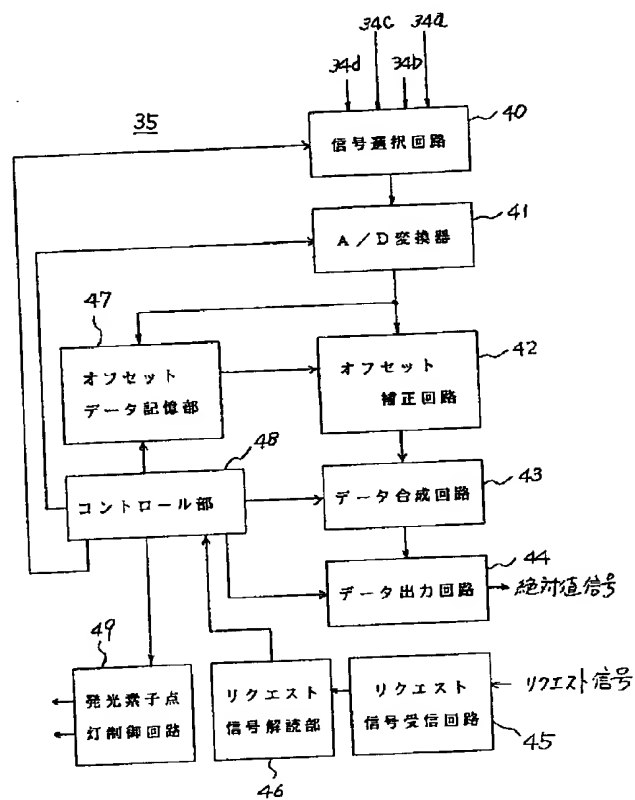 34c
34a
34d
34b
35
40
信号選択回路
41
A/D変換器
47
42
オフセット
データ記憶部
オフセット
補正回路
48
43
コントロール部
データ合成回路
44
データ出力回路
絶対値信号
49
発光素子点
灯制御回路
リクエスト
信号解読部
リクエスト
信号受信回路
リクエスト信号
45
46